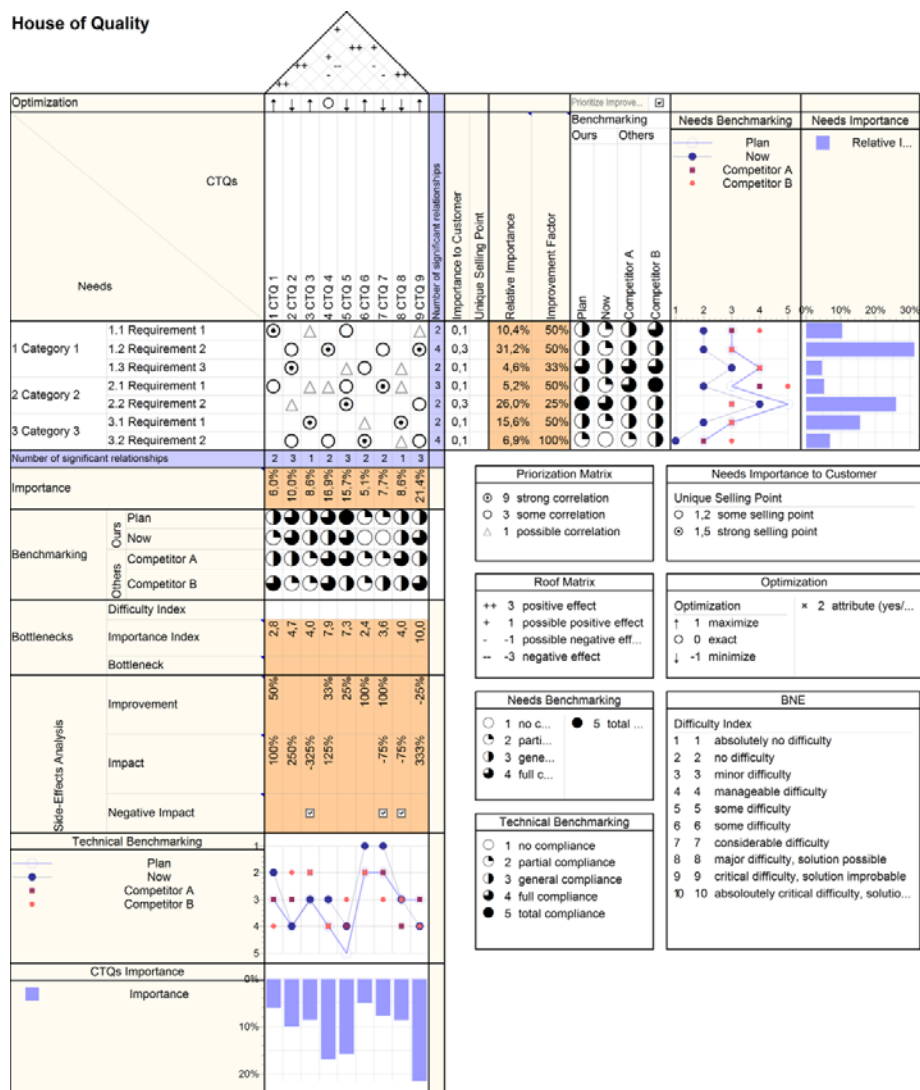 House of Quality
++ ++ ++ + -- - + + - ++ ++
Optimization
↑ ↓ ↑ ○ ↓ ↑ ↓ ↓ ↑
Prioritize Improve...
Benchmarking
Ours Others
Needs Benchmarking
Plan
Now
Competitor A
Competitor B
Needs Importance
Relative I...
CTQs
Needs
1 CTQ 1
2 CTQ 2
3 CTQ 3
4 CTQ 4
5 CTQ 5
6 CTQ 6
7 CTQ 7
8 CTQ 8
9 CTQ 9
Number of significant relationships
Importance to Customer
Unique Selling Point
Relative Importance
Improvement Factor
Plan
Now
Competitor A
Competitor B
1 2 3 4 5
0% 10% 20% 30%
1 Category 1
1.1 Requirement 1 2 0,1 10,4% 50%
1.2 Requirement 2 4 0,3 31,2% 50%
1.3 Requirement 3 2 0,1 4,6% 33%
2 Category 2
2.1 Requirement 1 3 0,1 5,2% 50%
2.2 Requirement 2 2 0,3 26,0% 25%
3 Category 3
3.1 Requirement 1 2 0,1 15,6% 50%
3.2 Requirement 2 4 0,1 6,9% 100%
Number of significant relationships 2 3 1 2 3 2 2 1 3
Importance 6,0% 10,0% 8,6% 16,9% 15,7% 5,1% 7,7% 8,6% 21,4%
Benchmarking
Ours
Plan
Now
Others
Competitor A
Competitor B
Bottlenecks
Difficulty Index
Importance Index 2,8 4,7 4,0 7,9 7,3 2,4 3,6 4,0 10,0
Bottleneck
Side-Effects Analysis
Improvement 50% 33% 25% 100% 100% -25%
Impact 100% 250% -325% 125% -75% -75% 333%
Negative Impact
Technical Benchmarking
Plan
Now
Competitor A
Competitor B
1
2
3
4
5
CTQs Importance
Importance
0%
10%
20%
Priorization Matrix
9 strong correlation
3 some correlation
1 possible correlation
Needs Importance to Customer
Unique Selling Point
1,2 some selling point
1,5 strong selling point
Roof Matrix
++ 3 positive effect
+ 1 possible positive effect
- -1 possible negative eff...
-- -3 negative effect
Optimization
Optimization
↑ 1 maximize
○ 0 exact
↓ -1 minimize
× 2 attribute (yes/...
Needs Benchmarking
1 no c...
2 parti...
3 gene...
4 full c...
5 total ...
BNE
Difficulty Index
1 1 absolutely no difficulty
2 2 no difficulty
3 3 minor difficulty
4 4 manageable difficulty
5 5 some difficulty
6 6 some difficulty
7 7 considerable difficulty
8 8 major difficulty, solution possible
9 9 critical difficulty, solution improbable
10 10 absoloutely critical difficulty, solutio...
Technical Benchmarking
1 no compliance
2 partial compliance
3 general compliance
4 full compliance
5 total compliance